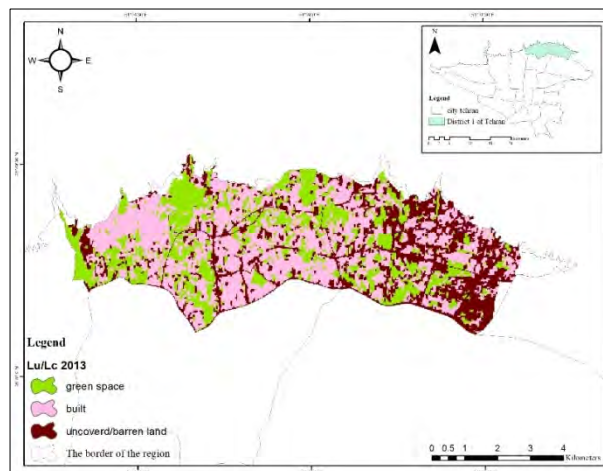 N
W E
S
N
Legend
city tehran
District 1 of Tehran
Legend
Lu/Lc 2013
green space
built
uncoverd/barren land
The border of the region
0 0.5 1 2 3 4
Kilometers